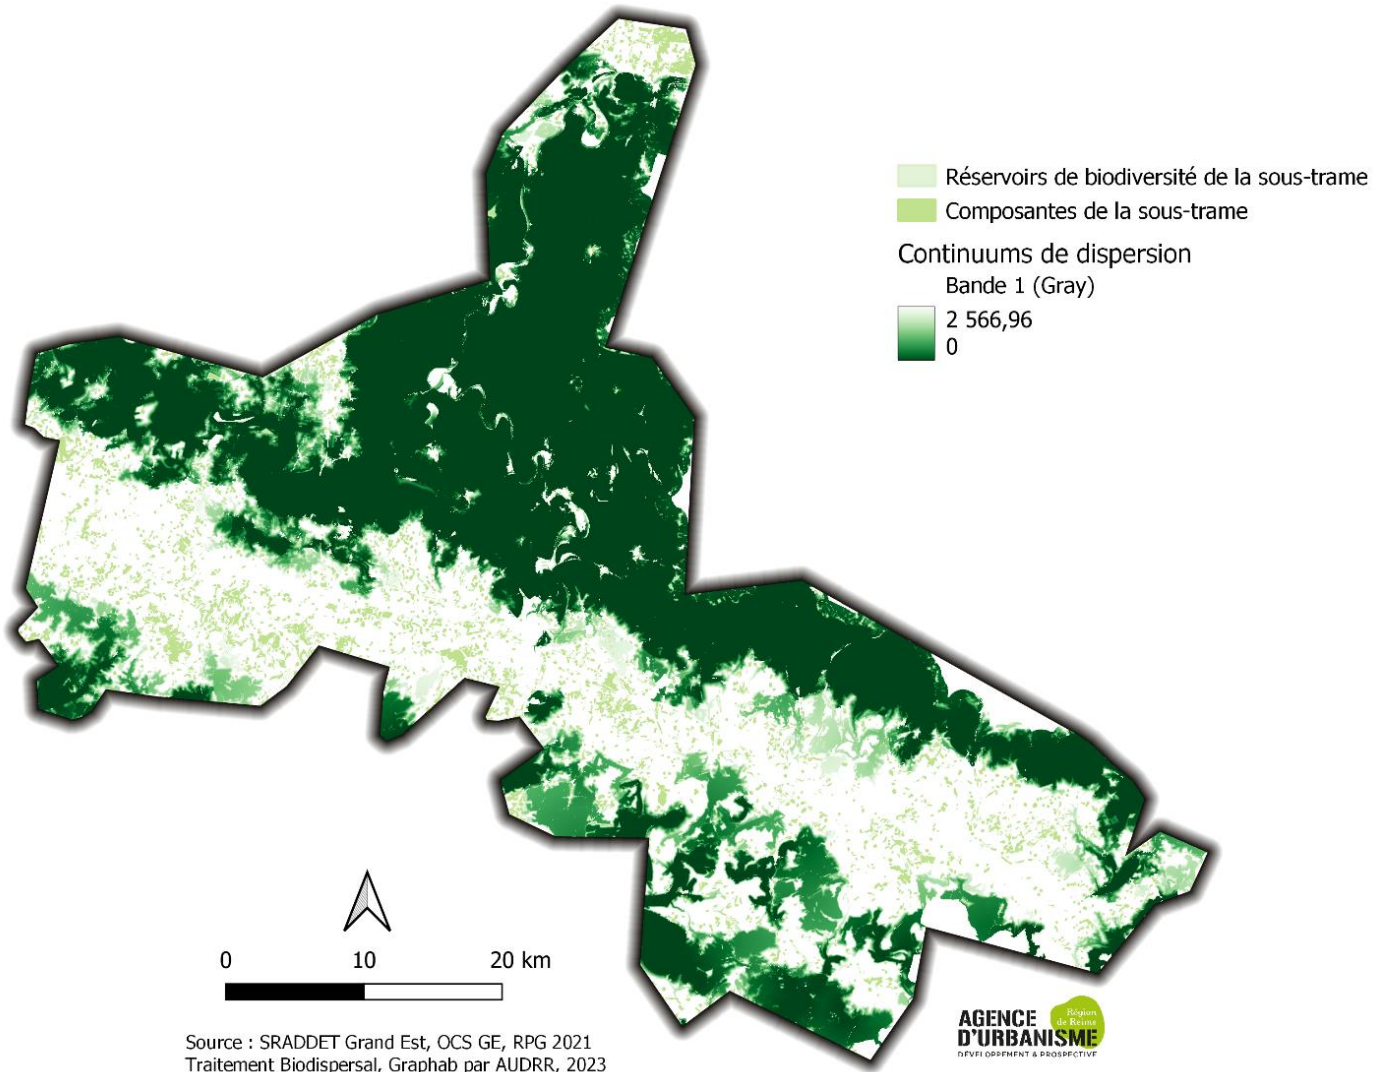 Réservoirs de biodiversité de la sous-trame
Composantes de la sous-trame
Continuums de dispersion
Bande 1 (Gray)
2 566,96
0
0 10 20 km
Source : SRADDET Grand Est, OCS GE, RPG 2021
Traitement Biodispersal, Graphab par AUDRR, 2023
AGENCE
D'URBANISME
Région
de Reims
DÉVELOPPEMENT & PROSPECTIVE